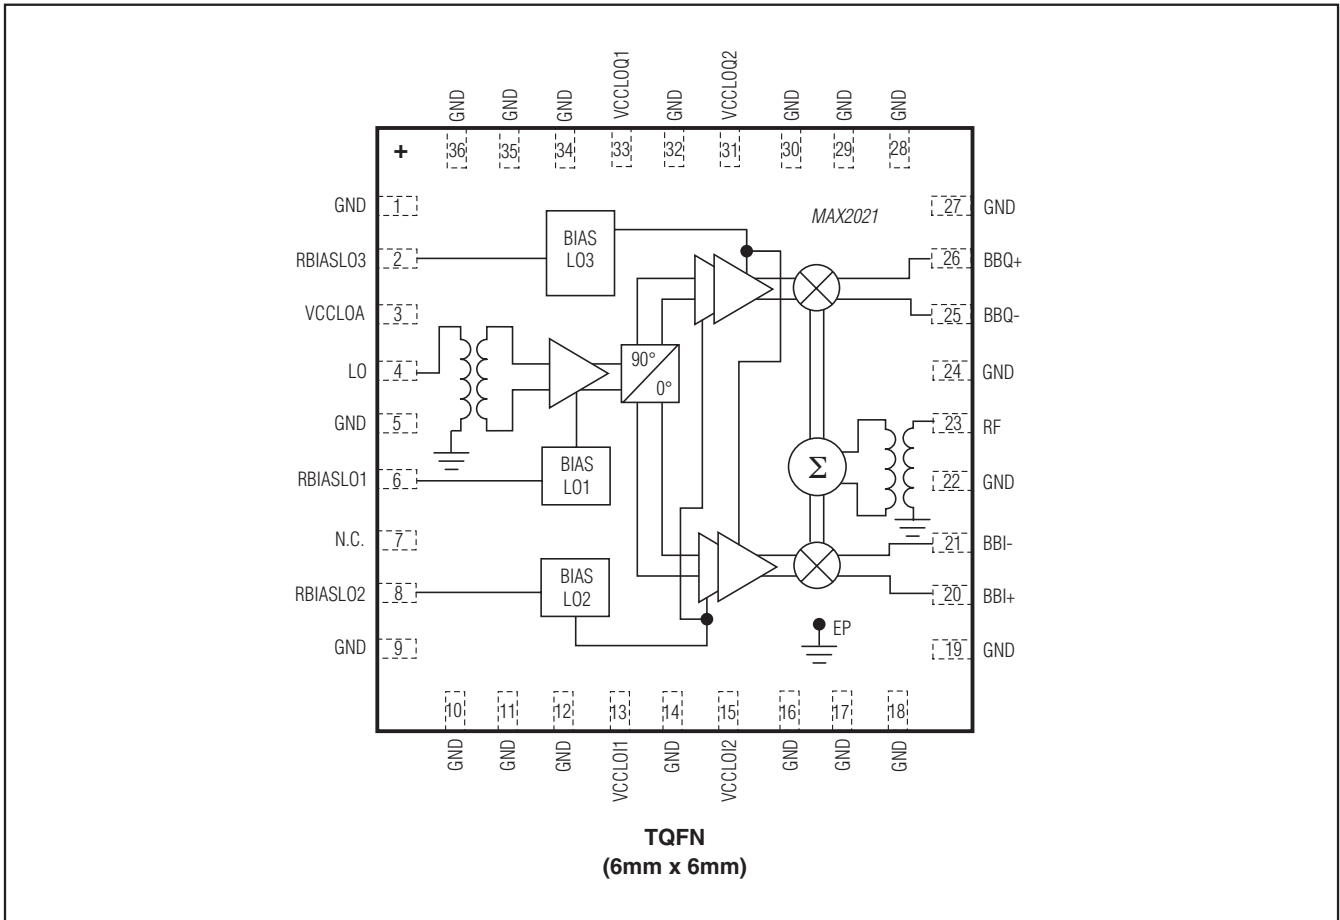 GND GND GND VCCLOQ1 GND VCCLOQ2 GND GND GND
+ 36 35 34 33 32 31 30 29 28
GND 1
RBIASLO3 2
VCCLOA 3
LO 4
GND 5
RBIASLO1 6
N.C. 7
RBIASLO2 8
GND 9
BIAS
LO3
MAX2021
90°
0°
BIAS
LO1
Σ
BIAS
LO2
EP
27 GND
26 BBQ+
25 BBQ-
24 GND
23 RF
22 GND
21 BBI-
20 BBI+
19 GND
10 11 12 13 14 15 16 17 18
GND GND GND VCCLOI1 GND VCCLOI2 GND GND GND
TQFN
(6mm x 6mm)